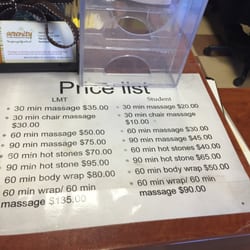 serenity
Price list
LMT
Student
30 min massage $35.00
30 min chair massage
$30.00
60 min massage $50.00
90 min massage $75.00
50 min hot stones $70.00
90 min hot stones $95.00
60 min body wrap $80.00
60 min wrap/ 60 min
massage $135.00
30 min massage $20.00
30 min chair massage
$10.00
60 min massage $30.00
90 min massage $45.00
60 min hot stones $40.00
90 min hot stones $65.00
60 min body wrap $50.00
60 min wrap/ 60 min
massage $90.00